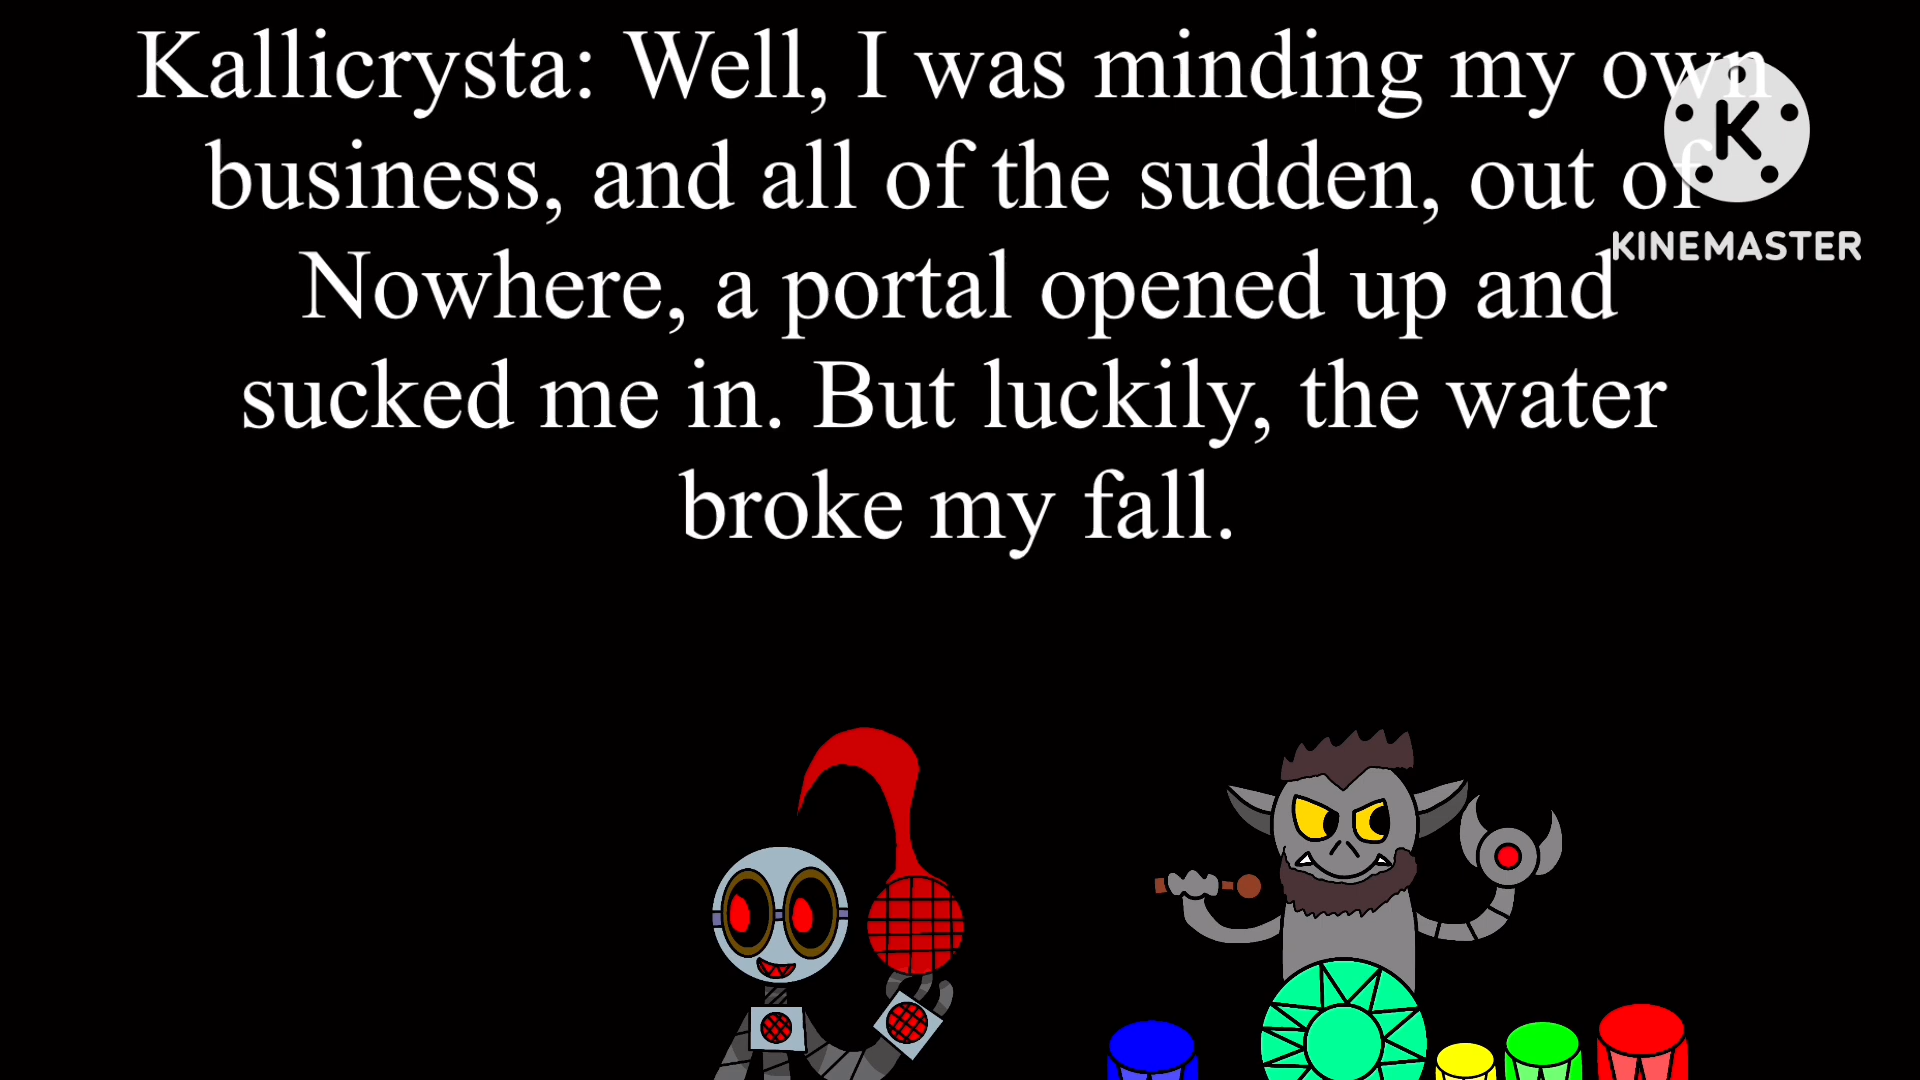 Kallicrysta: Well, I was minding my own
business, and all of the sudden, out of
Nowhere, a portal opened up and
sucked me in. But luckily, the water
broke my fall.
K
KINEMASTER